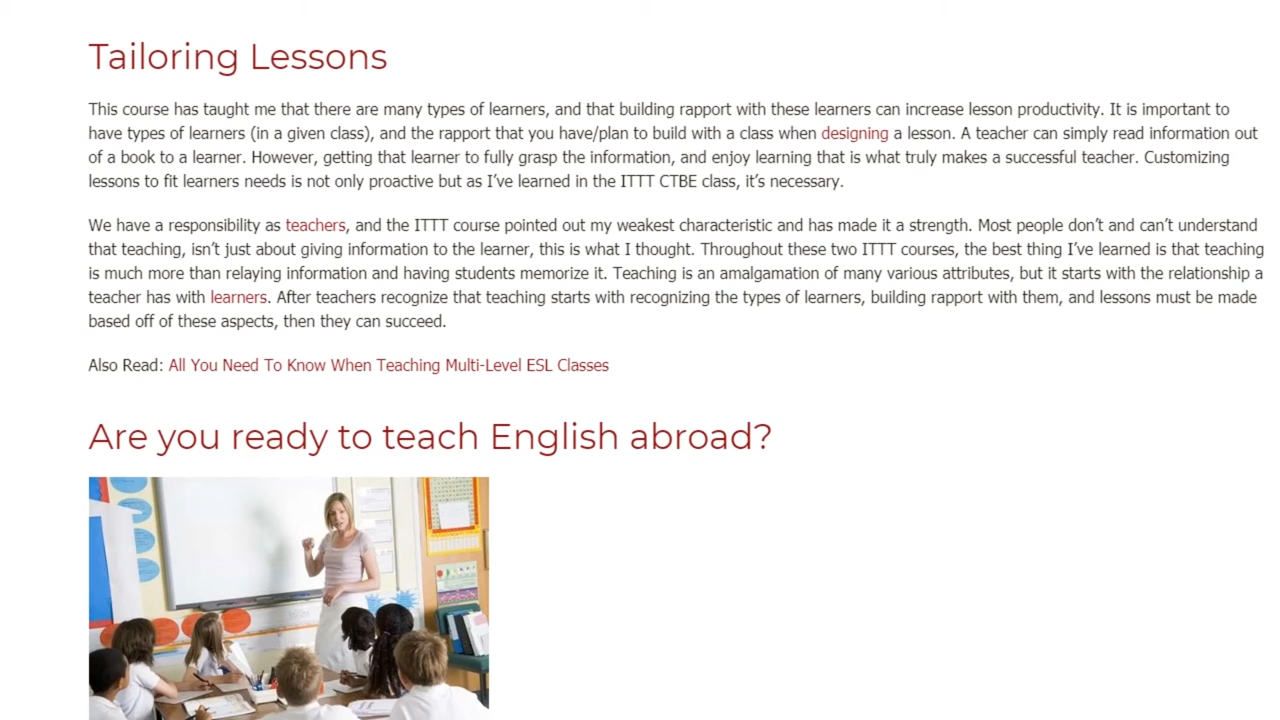 Tailoring Lessons
This course has taught me that there are many types of learners, and that building rapport with these learners can increase lesson productivity. It is important to
have types of learners (in a given class), and the rapport that you have/plan to build with a class when designing a lesson. A teacher can simply read information out
of a book to a learner. However, getting that learner to fully grasp the information, and enjoy learning that is what truly makes a successful teacher. Customizing
lessons to fit learners needs is not only proactive but as I’ve learned in the ITTT CTBE class, it’s necessary.
We have a responsibility as teachers, and the ITTT course pointed out my weakest characteristic and has made it a strength. Most people don’t and can’t understand
that teaching, isn’t just about giving information to the learner, this is what I thought. Throughout these two ITTT courses, the best thing I’ve learned is that teaching
is much more than relaying information and having students memorize it. Teaching is an amalgamation of many various attributes, but it starts with the relationship a
teacher has with learners. After teachers recognize that teaching starts with recognizing the types of learners, building rapport with them, and lessons must be made
based off of these aspects, then they can succeed.
Also Read: All You Need To Know When Teaching Multi-Level ESL Classes
Are you ready to teach English abroad?